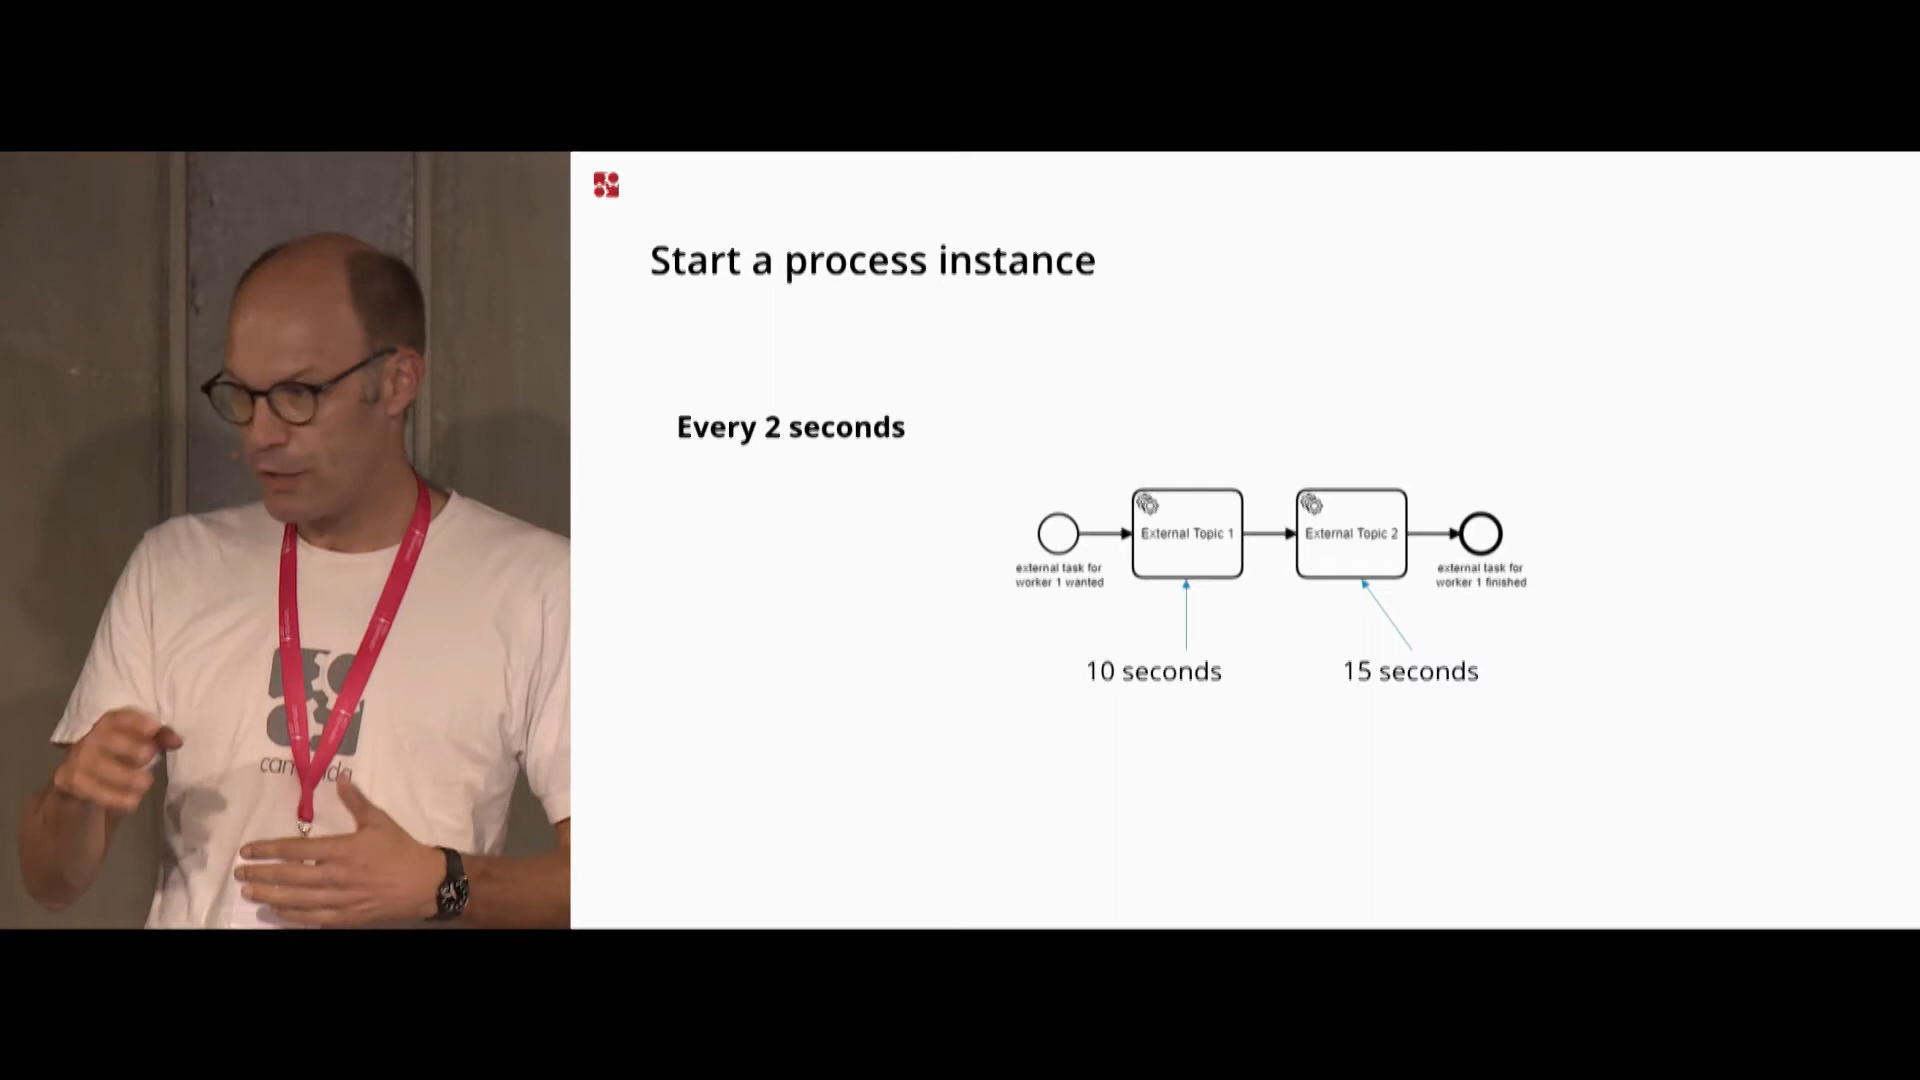 Start a process instance
Every 2 seconds
External Topic 1
External Topic 2
external task for
worker 1 wanted
external task for
worker 1 finished
10 seconds
15 seconds